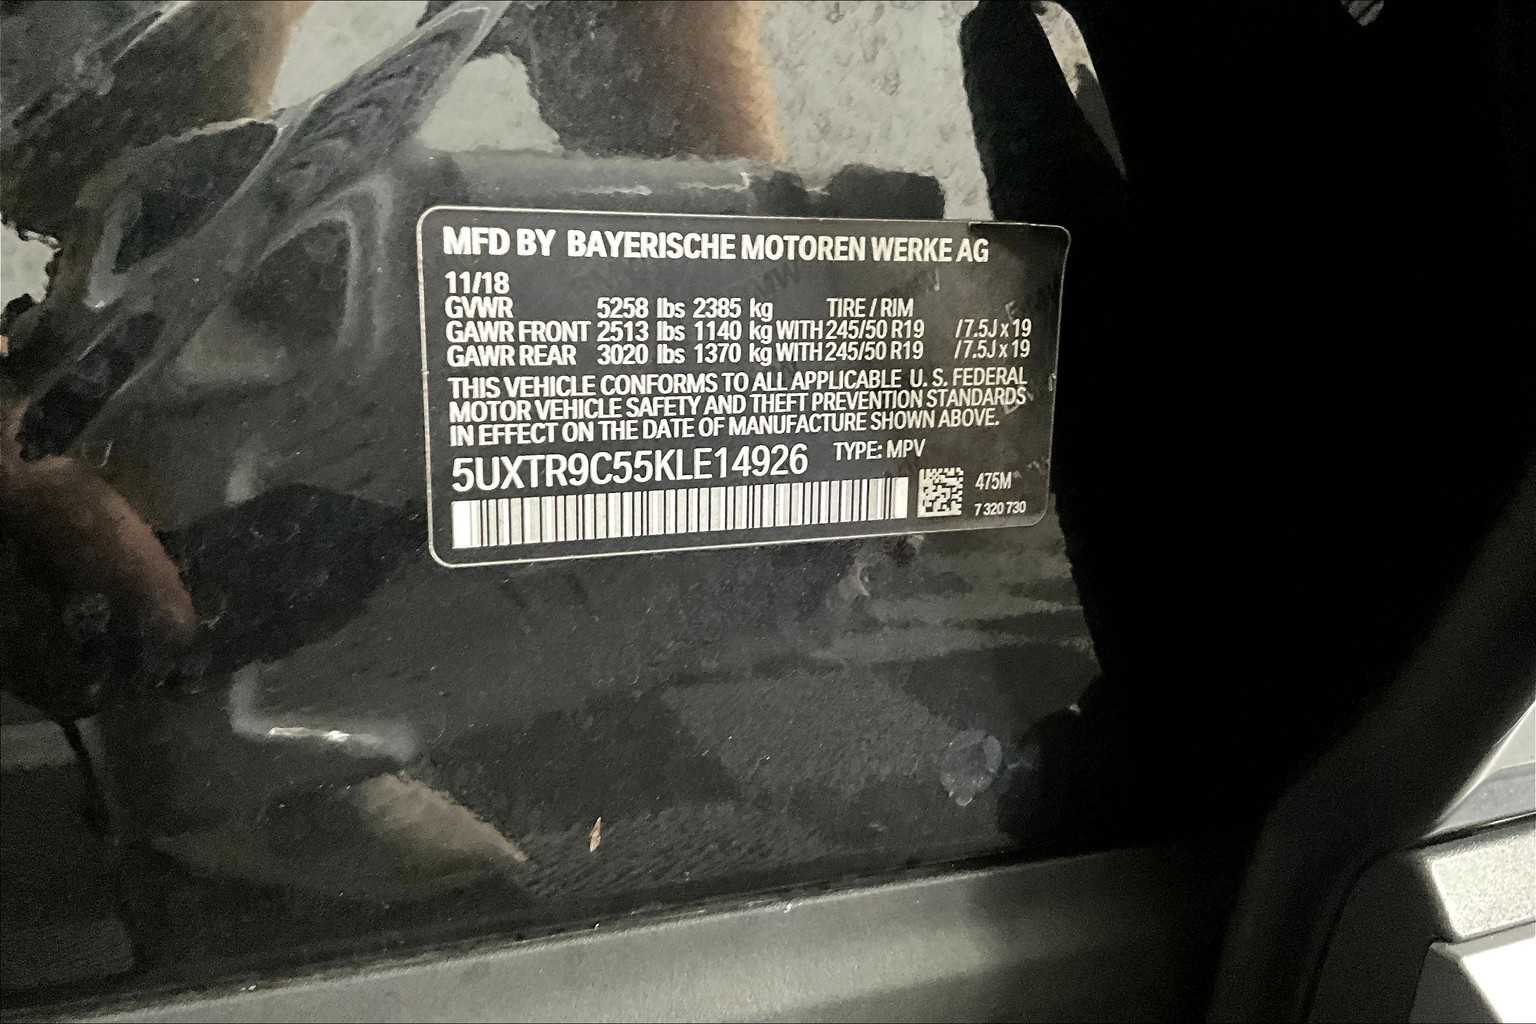 MFD BY BAYERISCHE MOTOREN WERKE AG
11/18
GVWR 5258 lbs 2385 kg TIRE / RIM
GAWR FRONT 2513 lbs 1140 kg WITH 245/50 R19 / 7.5J x 19
GAWR REAR 3020 lbs 1370 kg WITH 245/50 R19 / 7.5J x 19
THIS VEHICLE CONFORMS TO ALL APPLICABLE U. S. FEDERAL
MOTOR VEHICLE SAFETY AND THEFT PREVENTION STANDARDS
IN EFFECT ON THE DATE OF MANUFACTURE SHOWN ABOVE.
5UXTR9C55KLE14926 TYPE: MPV
475M
7 320 730